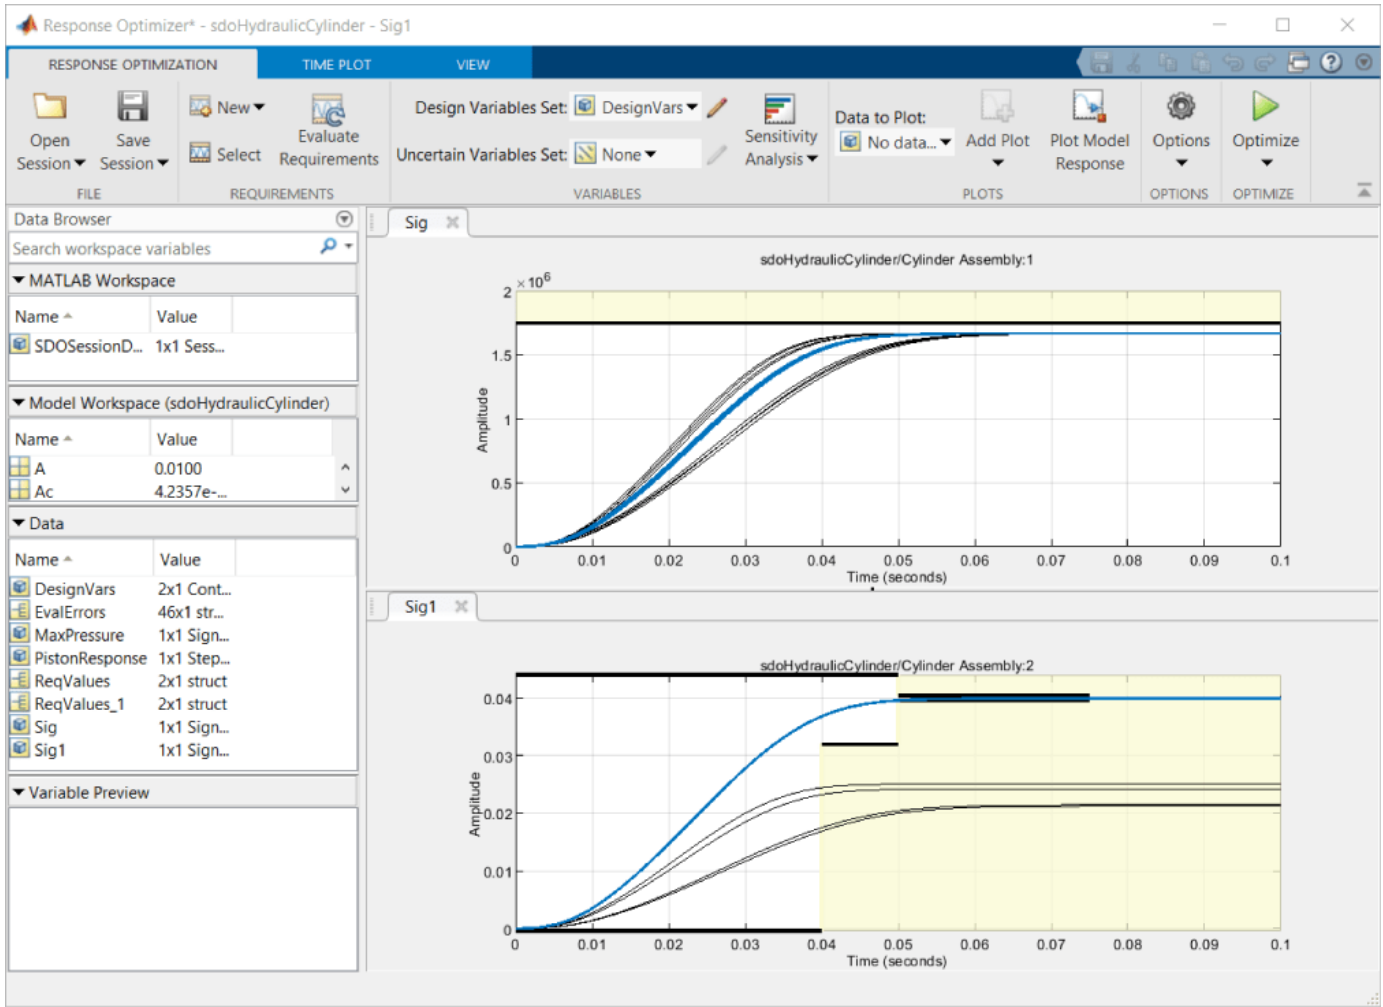 Response Optimizer* - sdoHydraulicCylinder - Sig1
RESPONSE OPTIMIZATION TIME PLOT VIEW
Open Session
Save Session
FILE
New
Select
Evaluate Requirements
REQUIREMENTS
Design Variables Set: DesignVars
Uncertain Variables Set: None
Sensitivity Analysis
VARIABLES
Data to Plot:
No data...
Add Plot
Plot Model Response
PLOTS
Options
OPTIONS
Optimize
OPTIMIZE
Data Browser
Search workspace variables
MATLAB Workspace
Name Value
SDOSessionD... 1x1 Sess...
Model Workspace (sdoHydraulicCylinder)
Name Value
A 0.0100
Ac 4.2357e-...
Data
Name Value
DesignVars 2x1 Cont...
EvalErrors 46x1 str...
MaxPressure 1x1 Sign...
PistonResponse 1x1 Step...
ReqValues 2x1 struct
ReqValues_1 2x1 struct
Sig 1x1 Sign...
Sig1 1x1 Sign...
Variable Preview
Sig
sdoHydraulicCylinder/Cylinder Assembly:1
× 10⁶
2
1.5
1
0.5
0
Amplitude
0 0.01 0.02 0.03 0.04 0.05 0.06 0.07 0.08 0.09 0.1
Time (seconds)
Sig1
sdoHydraulicCylinder/Cylinder Assembly:2
0.04
0.03
0.02
0.01
0
Amplitude
0 0.01 0.02 0.03 0.04 0.05 0.06 0.07 0.08 0.09 0.1
Time (seconds)